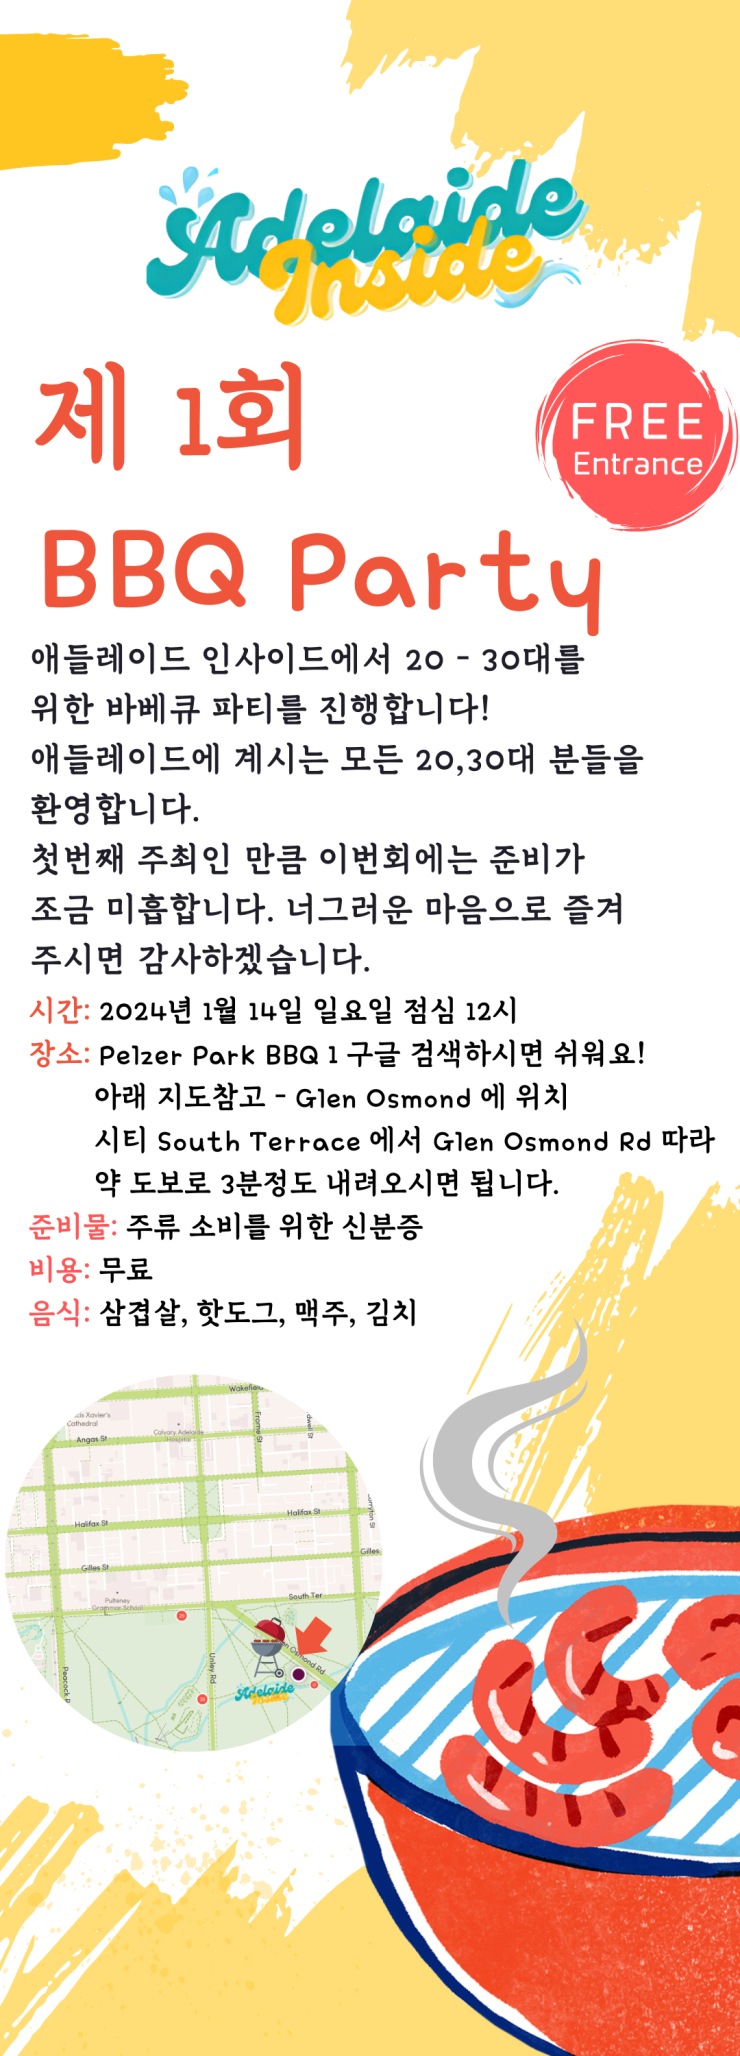 Adelaide
Inside
제 1회
FREE
Entrance
BBQ Party
애들레이드 인사이드에서 20 - 30대를
위한 바베큐 파티를 진행합니다!
애들레이드에 계시는 모든 20,30대 분들을
환영합니다.
첫번째 주최인 만큼 이번회에는 준비가
조금 미흡합니다. 너그러운 마음으로 즐겨
주시면 감사하겠습니다.
시간: 2024년 1월 14일 일요일 점심 12시
장소: Pelzer Park BBQ 1 구글 검색하시면 쉬워요!
아래 지도참고 - Glen Osmond 에 위치
시티 South Terrace 에서 Glen Osmond Rd 따라
약 도보로 3분정도 내려오시면 됩니다.
준비물: 주류 소비를 위한 신분증
비용: 무료
음식: 삼겹살, 핫도그, 맥주, 김치
Wakefield
Xavier's
Cathedral
Angas St
Calvary Adelaide
Hospital
Frome St
Halifax St
Halifax St
Gilles St
Gilles
Pulteney
Grammar School
South Ter
Osmond Rd
Unley Rd
Peacock R
Adelaide
Inside